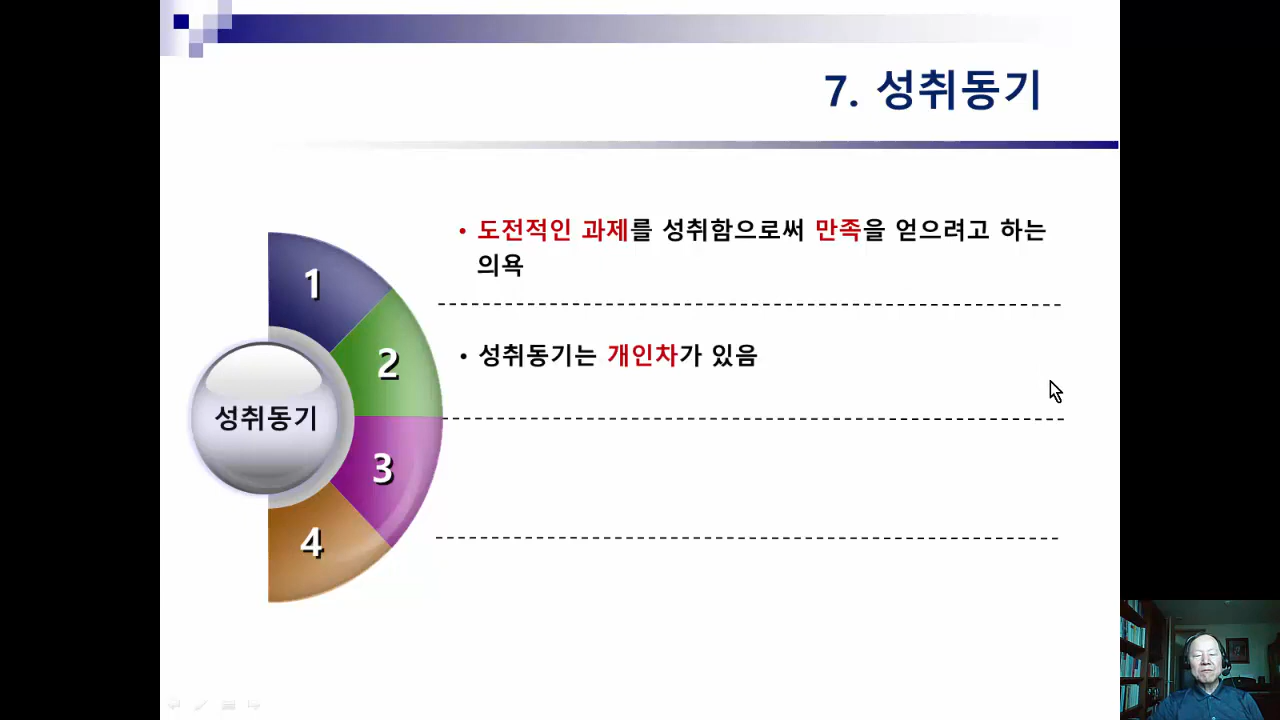 7. 성취동기
• 도전적인 과제를 성취함으로써 만족을 얻으려고 하는
의욕
1
• 성취동기는 개인차가 있음
2
성취동기
3
4